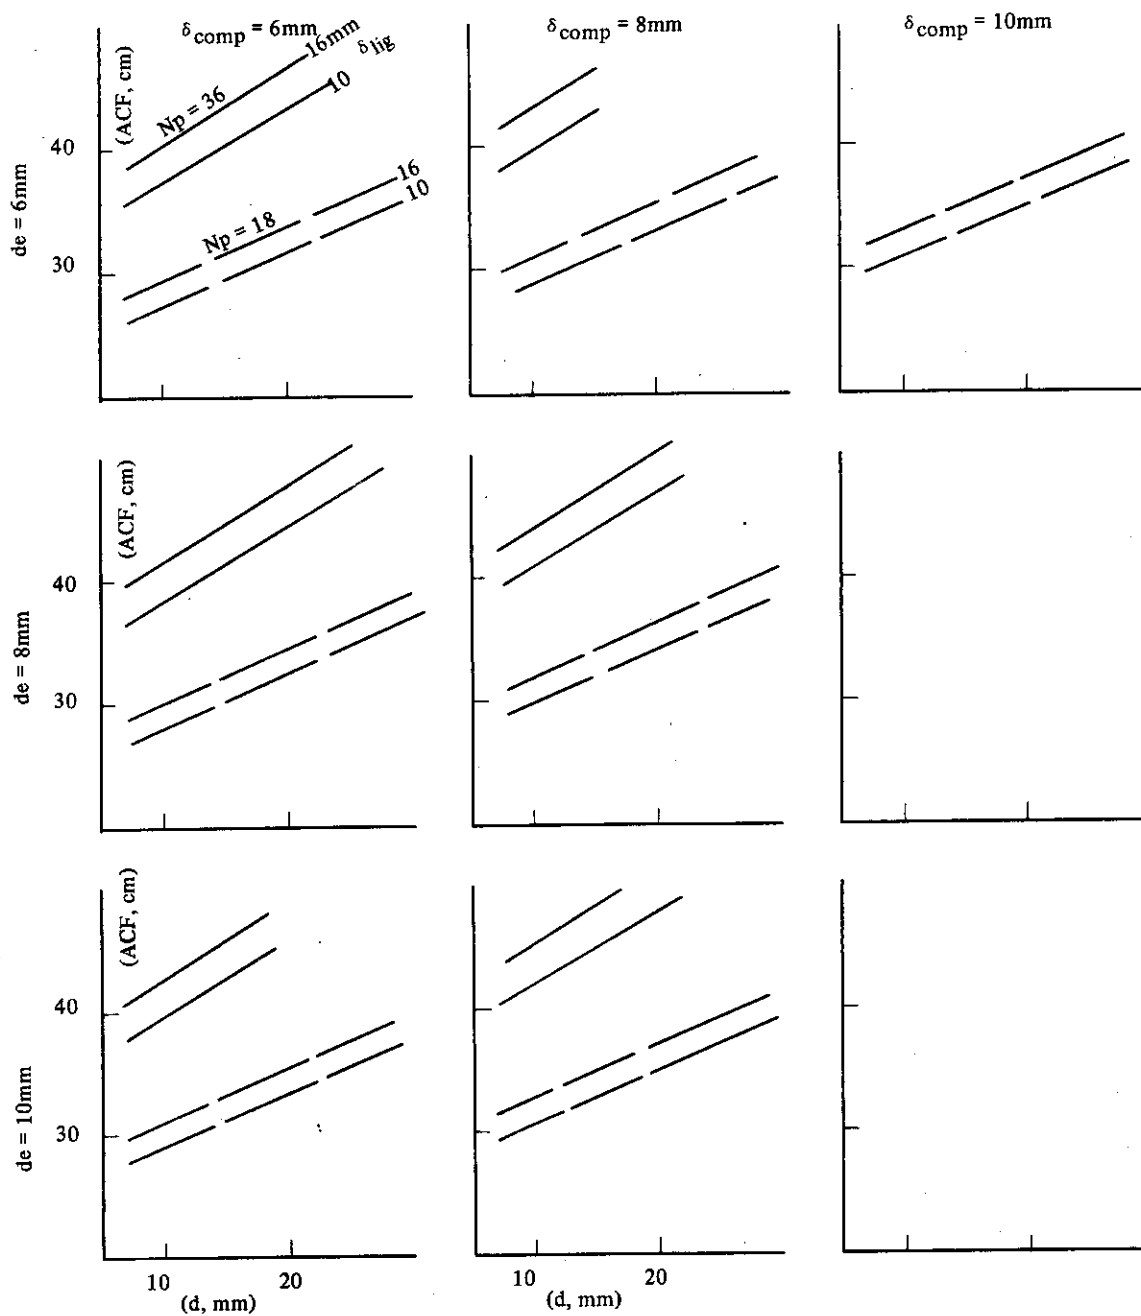 δcomp = 6mm
δcomp = 8mm
δcomp = 10mm
(ACF, cm)
16mm
δlig
10
Np = 36
40
16
10
Np = 18
30
de = 6mm
(ACF, cm)
40
30
de = 8mm
(ACF, cm)
40
30
de = 10mm
10
20
(d, mm)
10
20
(d, mm)